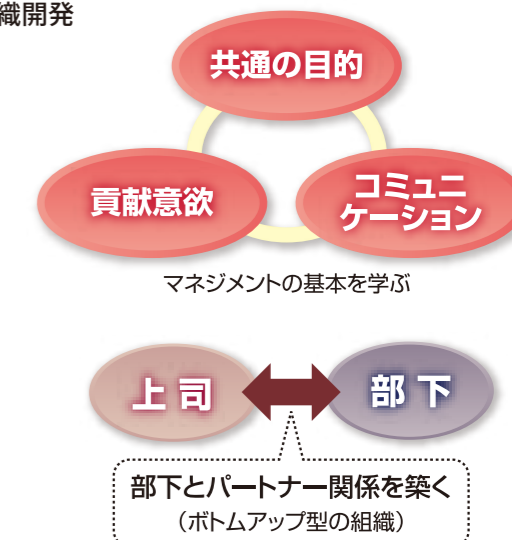 織開発
共通の目的
貢献意欲
コミュニ
ケーション
マネジメントの基本を学ぶ
上司
部下
部下とパートナー関係を築く
（ボトムアップ型の組織）